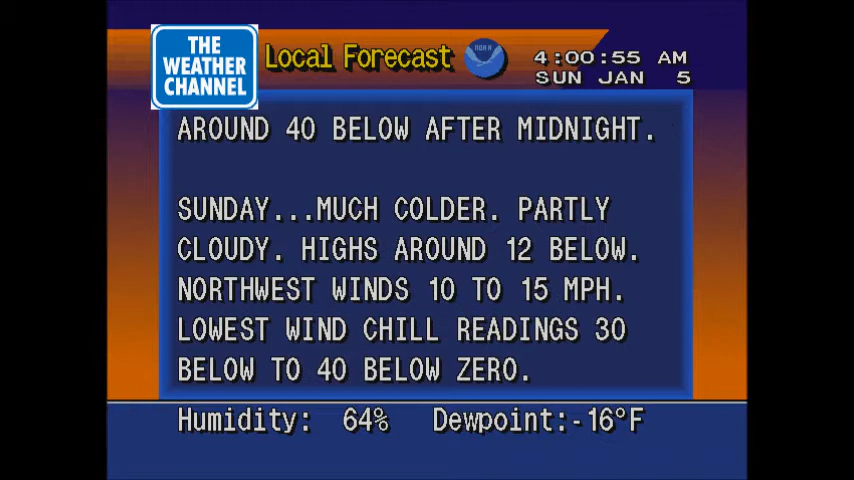 THE
WEATHER
CHANNEL
Local Forecast
NOAA
4:00:55 AM
SUN JAN 5
AROUND 40 BELOW AFTER MIDNIGHT.
SUNDAY...MUCH COLDER. PARTLY
CLOUDY. HIGHS AROUND 12 BELOW.
NORTHWEST WINDS 10 TO 15 MPH.
LOWEST WIND CHILL READINGS 30
BELOW TO 40 BELOW ZERO.
Humidity: 64% Dewpoint:-16°F